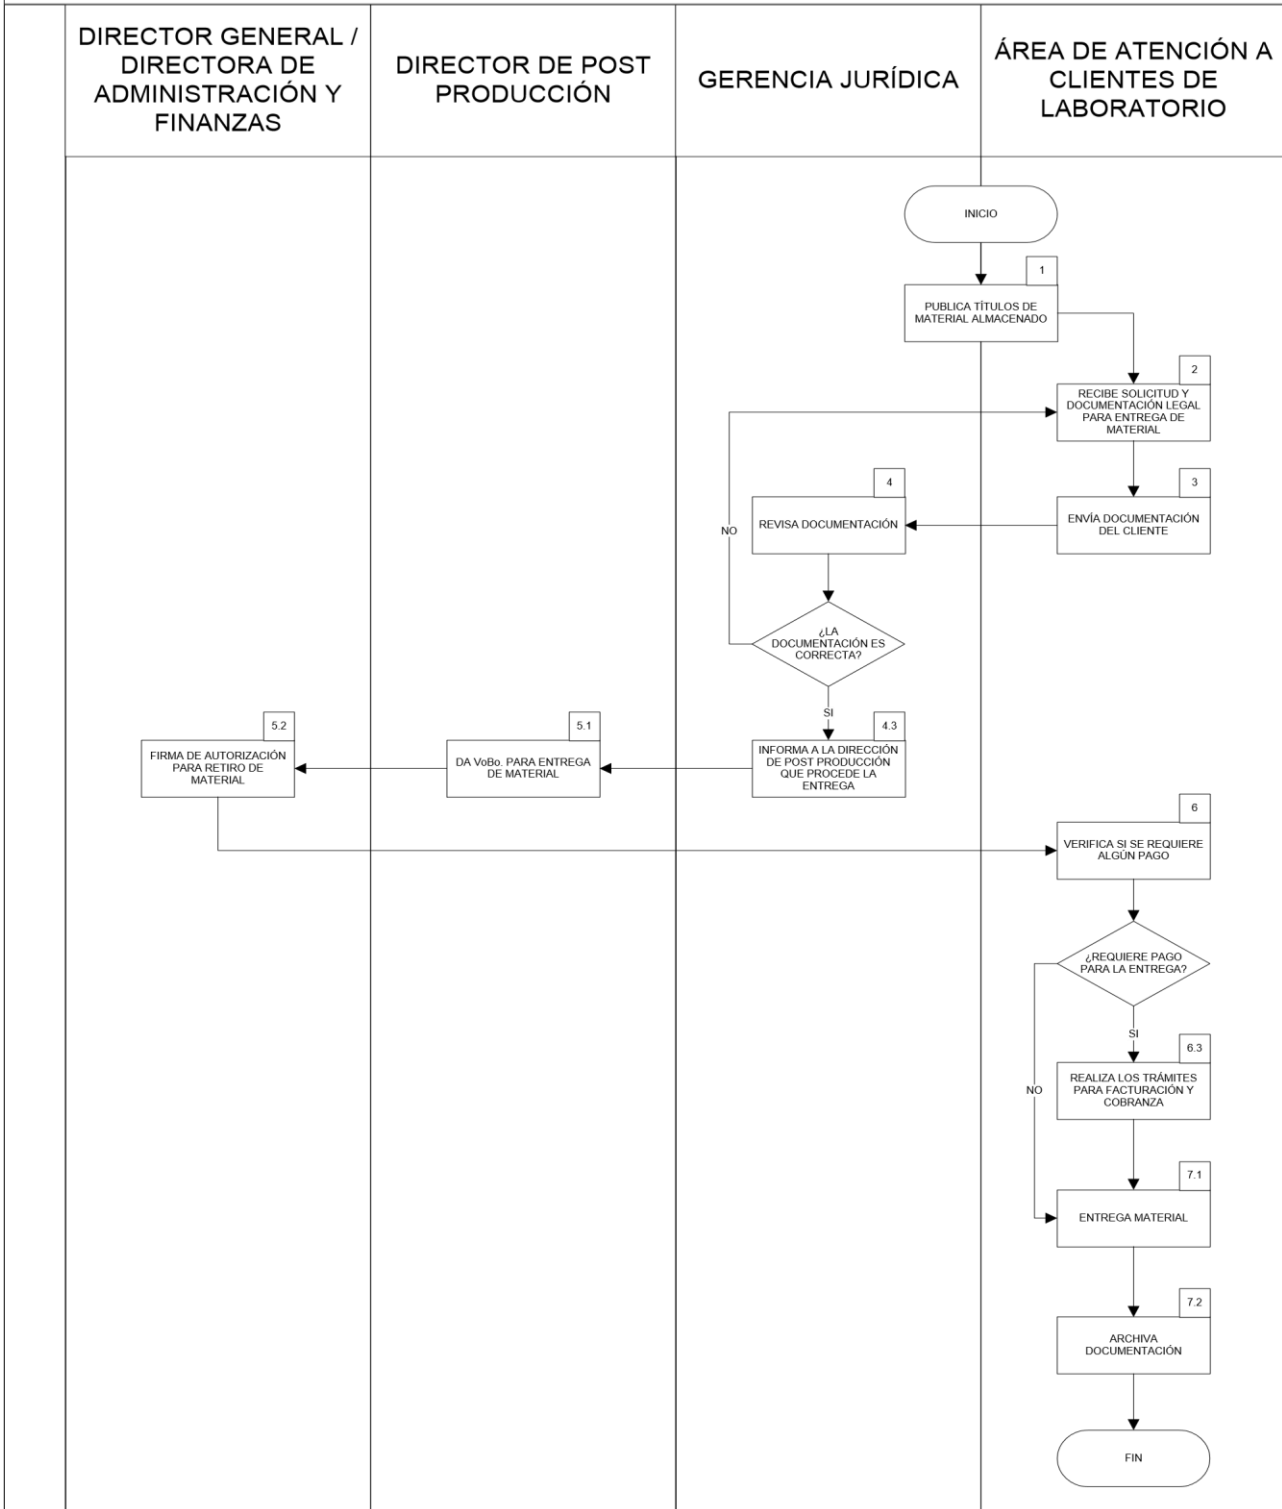 DIRECTOR GENERAL /
DIRECTORA DE
ADMINISTRACIÓN Y
FINANZAS
DIRECTOR DE POST
PRODUCCIÓN
GERENCIA JURÍDICA
ÁREA DE ATENCIÓN A
CLIENTES DE
LABORATORIO
INICIO
1
PUBLICA TÍTULOS DE
MATERIAL ALMACENADO
2
RECIBE SOLICITUD Y
DOCUMENTACIÓN LEGAL
PARA ENTREGA DE
MATERIAL
3
ENVÍA DOCUMENTACIÓN
DEL CLIENTE
4
REVISA DOCUMENTACIÓN
NO
¿LA
DOCUMENTACIÓN ES
CORRECTA?
SI
4.3
INFORMA A LA DIRECCIÓN
DE POST PRODUCCIÓN
QUE PROCEDE LA
ENTREGA
5.1
DA VoBo. PARA ENTREGA
DE MATERIAL
5.2
FIRMA DE AUTORIZACIÓN
PARA RETIRO DE
MATERIAL
6
VERIFICA SI SE REQUIERE
ALGÚN PAGO
¿REQUIERE PAGO
PARA LA ENTREGA?
SI
6.3
REALIZA LOS TRÁMITES
PARA FACTURACIÓN Y
COBRANZA
NO
7.1
ENTREGA MATERIAL
7.2
ARCHIVA
DOCUMENTACIÓN
FIN